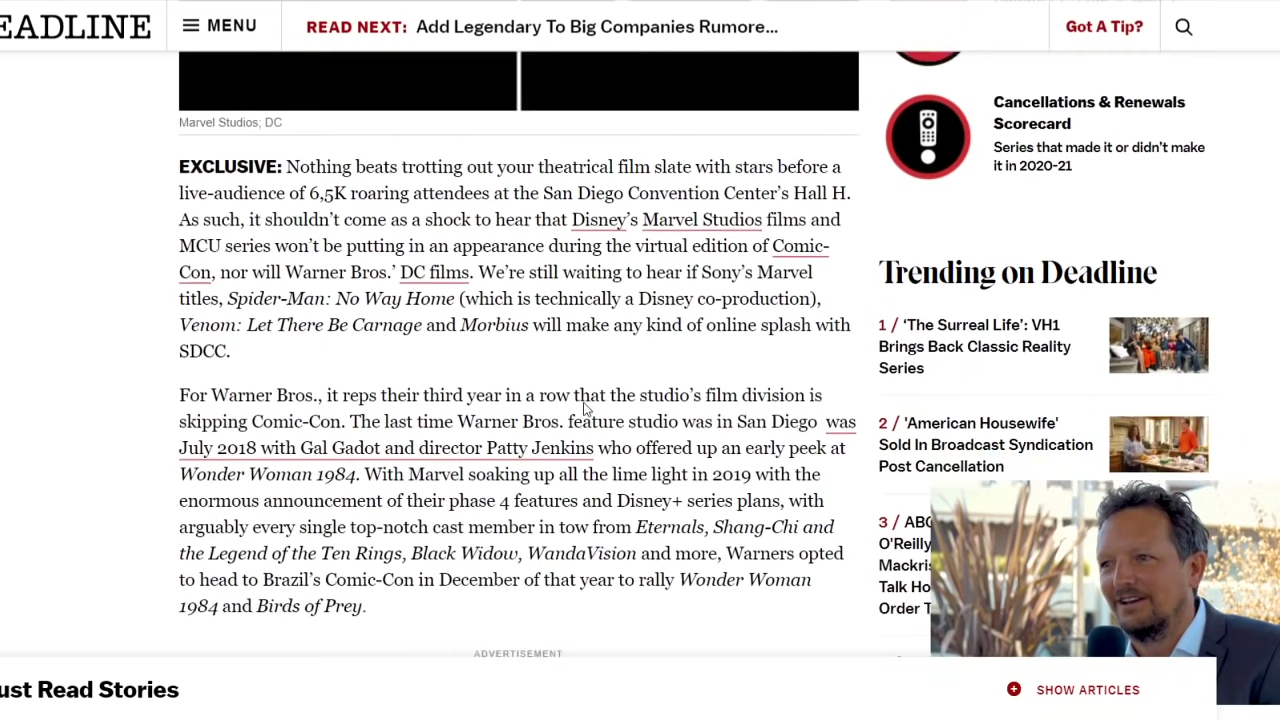 EADLINE
MENU
READ NEXT: Add Legendary To Big Companies Rumore...
Got A Tip?
Marvel Studios; DC
EXCLUSIVE: Nothing beats trotting out your theatrical film slate with stars before a
live-audience of 6,5K roaring attendees at the San Diego Convention Center's Hall H.
As such, it shouldn't come as a shock to hear that Disney's Marvel Studios films and
MCU series won't be putting in an appearance during the virtual edition of Comic-
Con, nor will Warner Bros.' DC films. We're still waiting to hear if Sony's Marvel
titles, Spider-Man: No Way Home (which is technically a Disney co-production),
Venom: Let There Be Carnage and Morbius will make any kind of online splash with
SDCC.
For Warner Bros., it reps their third year in a row that the studio's film division is
skipping Comic-Con. The last time Warner Bros. feature studio was in San Diego was
July 2018 with Gal Gadot and director Patty Jenkins who offered up an early peek at
Wonder Woman 1984. With Marvel soaking up all the lime light in 2019 with the
enormous announcement of their phase 4 features and Disney+ series plans, with
arguably every single top-notch cast member in tow from Eternals, Shang-Chi and
the Legend of the Ten Rings, Black Widow, WandaVision and more, Warners opted
to head to Brazil's Comic-Con in December of that year to rally Wonder Woman
1984 and Birds of Prey.
ADVERTISEMENT
Cancellations & Renewals
Scorecard
Series that made it or didn't make
it in 2020-21
Trending on Deadline
1 / 'The Surreal Life': VH1
Brings Back Classic Reality
Series
2 / 'American Housewife'
Sold In Broadcast Syndication
Post Cancellation
3 / ABC
O'Reilly
Mackris
Talk Ho
Order T
ust Read Stories
SHOW ARTICLES